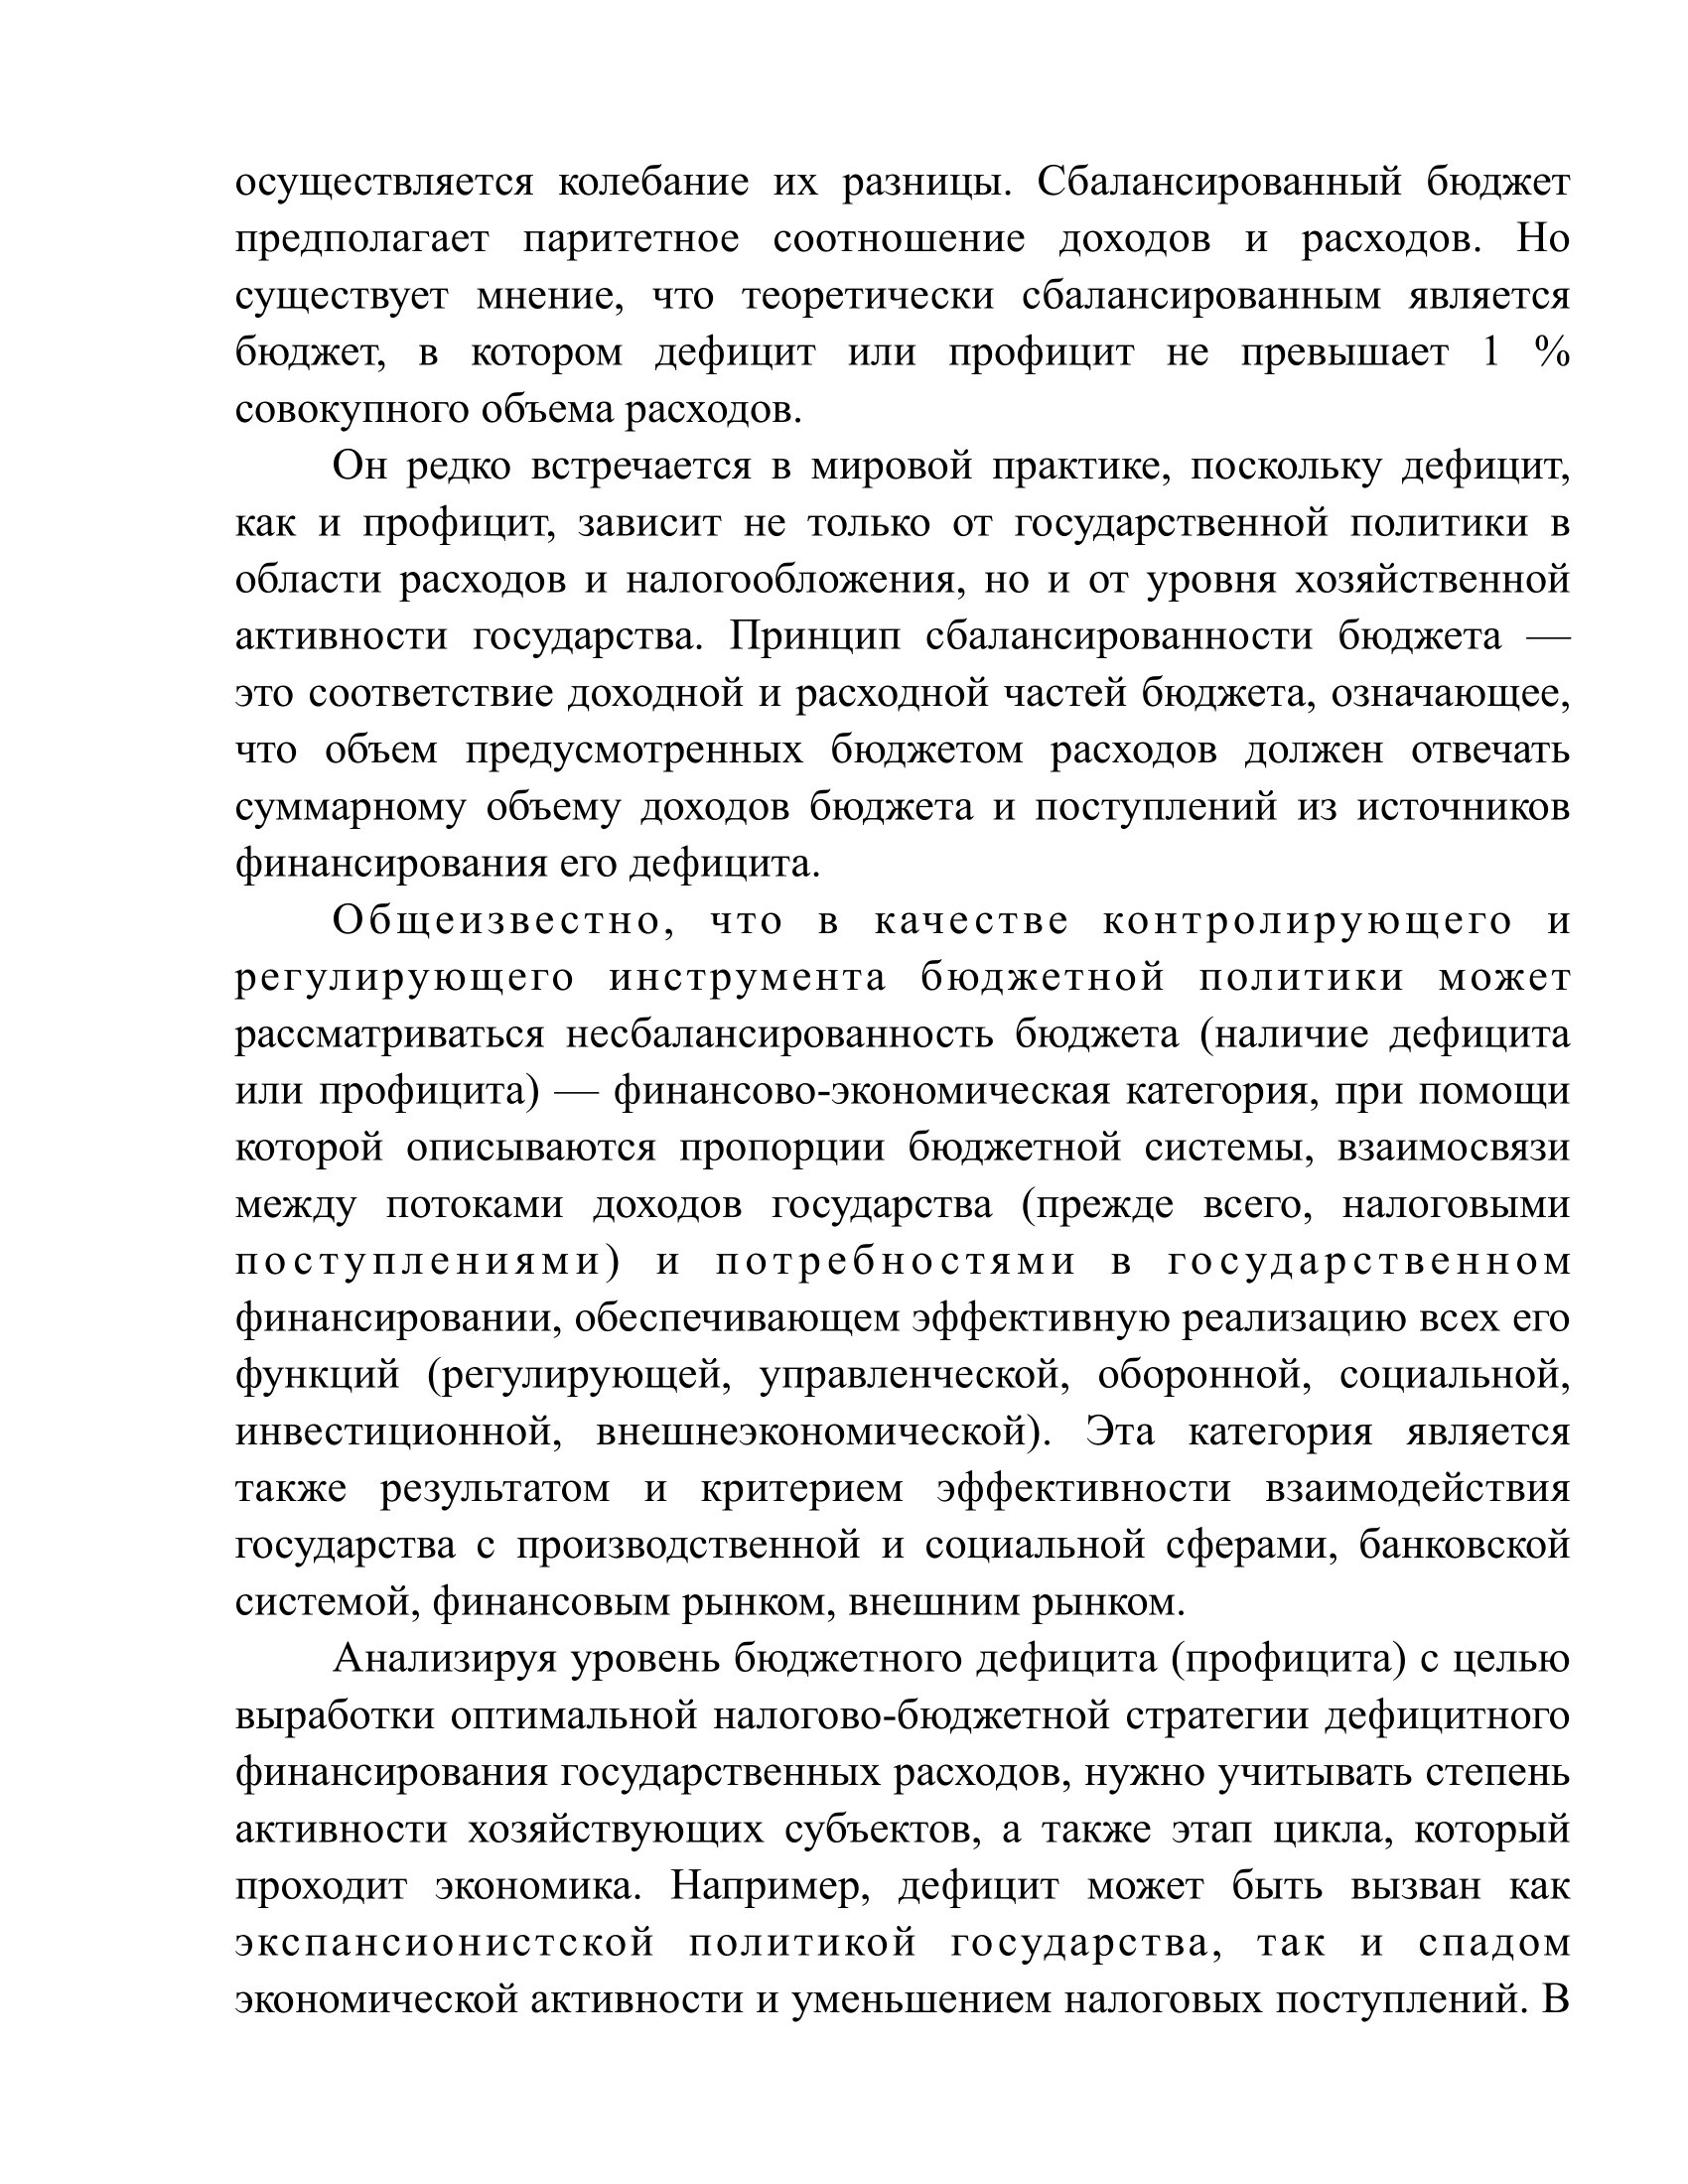 осуществляется колебание их разницы. Сбалансированный бюджет
предполагает паритетное соотношение доходов и расходов. Но
существует мнение, что теоретически сбалансированным является
бюджет, в котором дефицит или профицит не превышает 1 %
совокупного объема расходов.
Он редко встречается в мировой практике, поскольку дефицит,
как и профицит, зависит не только от государственной политики в
области расходов и налогообложения, но и от уровня хозяйственной
активности государства. Принцип сбалансированности бюджета —
это соответствие доходной и расходной частей бюджета, означающее,
что объем предусмотренных бюджетом расходов должен отвечать
суммарному объему доходов бюджета и поступлений из источников
финансирования его дефицита.
Общеизвестно, что в качестве контролирующего и
регулирующего инструмента бюджетной политики может
рассматриваться несбалансированность бюджета (наличие дефицита
или профицита) — финансово-экономическая категория, при помощи
которой описываются пропорции бюджетной системы, взаимосвязи
между потоками доходов государства (прежде всего, налоговыми
поступлениями) и потребностями в государственном
финансировании, обеспечивающем эффективную реализацию всех его
функций (регулирующей, управленческой, оборонной, социальной,
инвестиционной, внешнеэкономической). Эта категория является
также результатом и критерием эффективности взаимодействия
государства с производственной и социальной сферами, банковской
системой, финансовым рынком, внешним рынком.
Анализируя уровень бюджетного дефицита (профицита) с целью
выработки оптимальной налогово-бюджетной стратегии дефицитного
финансирования государственных расходов, нужно учитывать степень
активности хозяйствующих субъектов, а также этап цикла, который
проходит экономика. Например, дефицит может быть вызван как
экспансионистской политикой государства, так и спадом
экономической активности и уменьшением налоговых поступлений. В